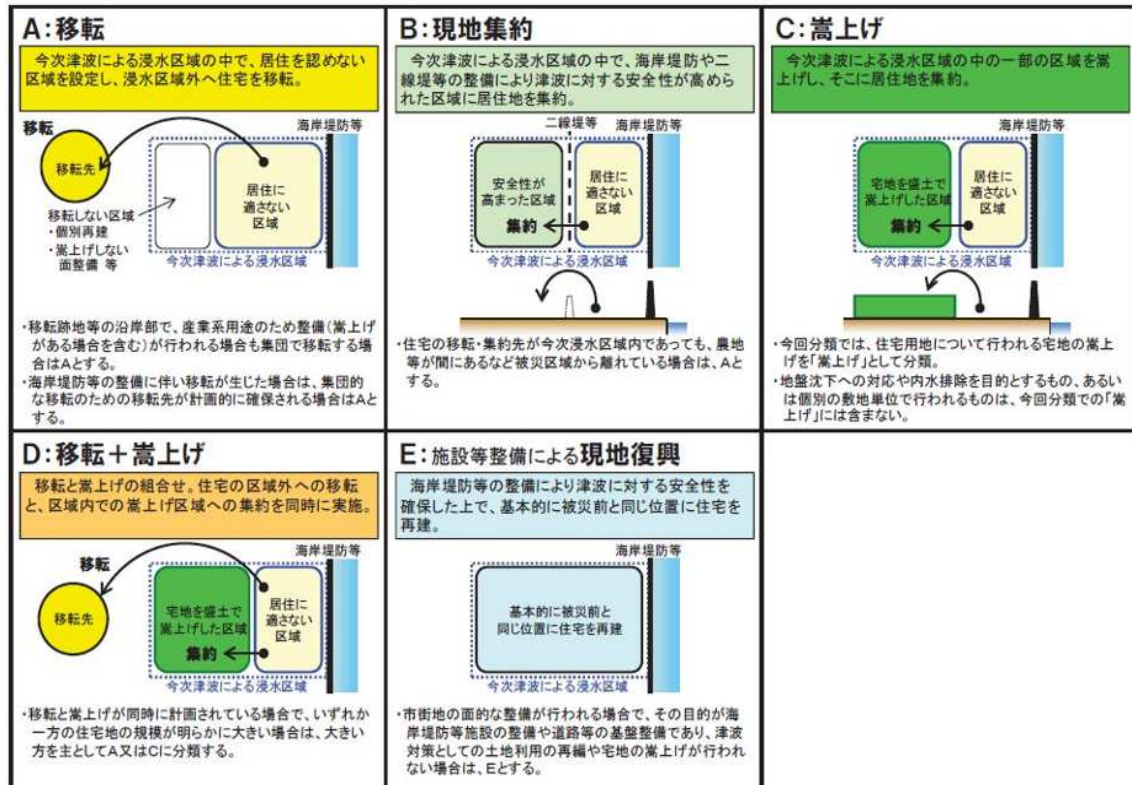 A:移転
今次津波による浸水区域の中で、居住を認めない
区域を設定し、浸水区域外へ住宅を移転。
移転
海岸堤防等
移転先
居住に
適さない
区域
移転しない区域
・個別再建
・嵩上げしない
面整備 等
今次津波による浸水区域
・移転跡地等の沿岸部で、産業系用途のため整備(嵩上げ
がある場合を含む)が行われる場合も集団で移転する場
合はAとする。
・海岸堤防等の整備に伴い移転が生じた場合は、集団的
な移転のための移転先が計画的に確保される場合はAと
する。
B:現地集約
今次津波による浸水区域の中で、海岸堤防や二
線堤等の整備により津波に対する安全性が高めら
れた区域に居住地を集約。
二線堤等
海岸堤防等
安全性が
高まった区域
居住に
適さない
区域
集約
今次津波による浸水区域
・住宅の移転・集約先が今次浸水区域内であっても、農地
等が間にあるなど被災区域から離れている場合は、Aと
する。
C:嵩上げ
今次津波による浸水区域の中の一部の区域を嵩
上げし、そこに居住地を集約。
海岸堤防等
宅地を盛土で
嵩上げした区域
居住に
適さない
区域
集約
今次津波による浸水区域
・今回分類では、住宅用地について行われる宅地の嵩上
げを「嵩上げ」として分類。
・地盤沈下への対応や内水排除を目的とするもの、あるい
は個別の敷地単位で行われるものは、今回分類での「嵩
上げ」には含まない。
D:移転+嵩上げ
移転と嵩上げの組合せ。住宅の区域外への移転
と、区域内での嵩上げ区域への集約を同時に実施。
海岸堤防等
移転
移転先
宅地を盛土で
嵩上げした区域
居住に
適さない
区域
集約
今次津波による浸水区域
・移転と嵩上げが同時に計画されている場合で、いずれか
一方の住宅地の規模が明らかに大きい場合は、大きい
方を主としてA又はCに分類する。
E:施設等整備による現地復興
海岸堤防等の整備により津波に対する安全性を
確保した上で、基本的に被災前と同じ位置に住宅を
再建。
海岸堤防等
基本的に被災前と
同じ位置に住宅を再建
今次津波による浸水区域
・市街地の面的な整備が行われる場合で、その目的が海
岸堤防等施設の整備や道路等の基盤整備であり、津波
対策としての土地利用の再編や宅地の嵩上げが行われ
ない場合は、Eとする。